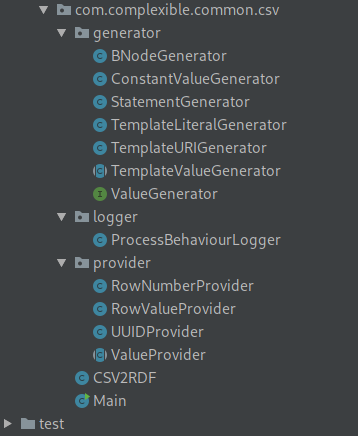 com.complexible.common.csv
generator
BNodeGenerator
ConstantValueGenerator
StatementGenerator
TemplateLiteralGenerator
TemplateURIGenerator
TemplateValueGenerator
ValueGenerator
logger
ProcessBehaviourLogger
provider
RowNumberProvider
RowValueProvider
UUIDProvider
ValueProvider
CSV2RDF
Main
test